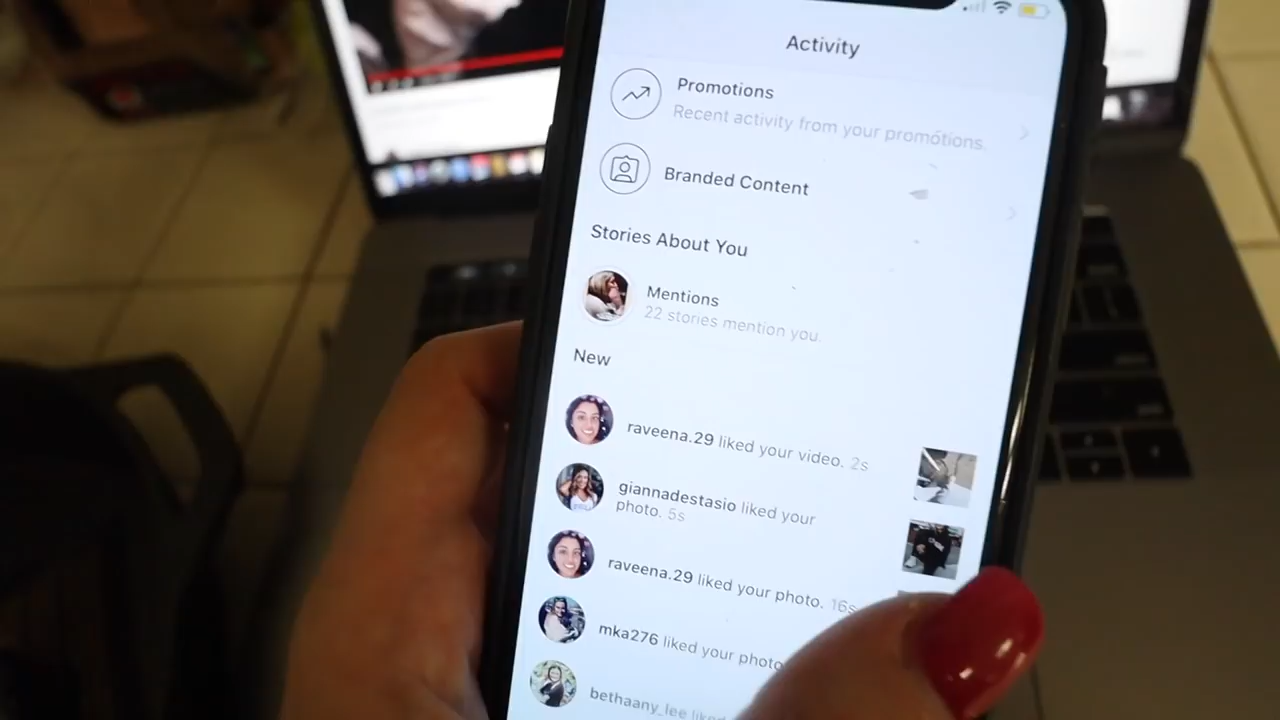 Activity
Promotions
Recent activity from your promotions.
Branded Content
Stories About You
Mentions
22 stories mention you.
New
raveena.29 liked your video. 2s
giannadestasio liked your
photo. 5s
raveena.29 liked your photo. 16s
mka276 liked your photo
bethaany_lee liked